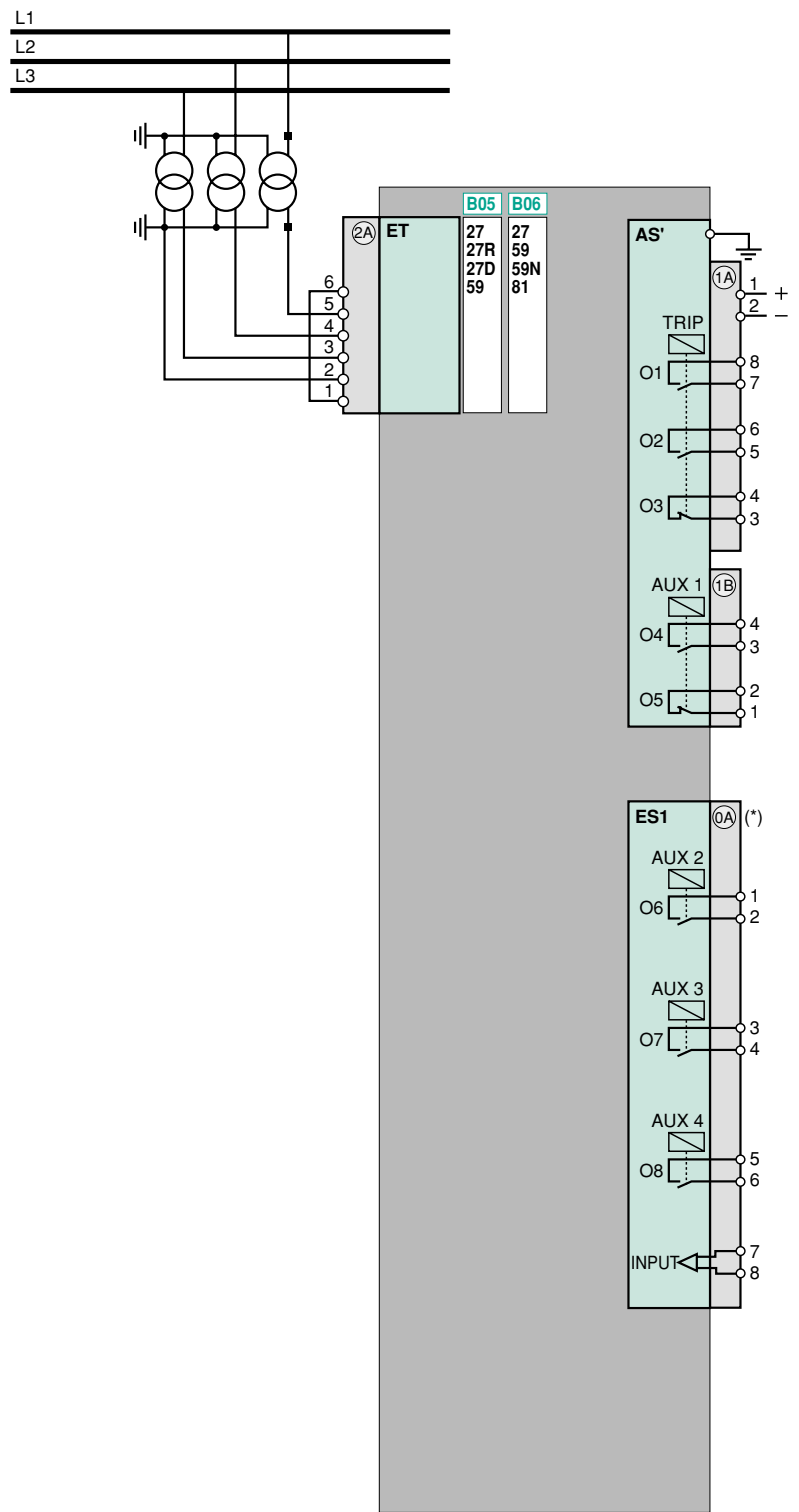 L1
L2
L3
B05 B06
2A ET
27 27
27R 59
27D 59N
59 81
6
5
4
3
2
1
AS'
1A
1 +
2 −
TRIP
O1
8
7
O2
6
5
O3
4
3
AUX 1
1B
O4
4
3
O5
2
1
ES1
0A (*)
AUX 2
O6
1
2
AUX 3
O7
3
4
AUX 4
O8
5
6
INPUT
7
8